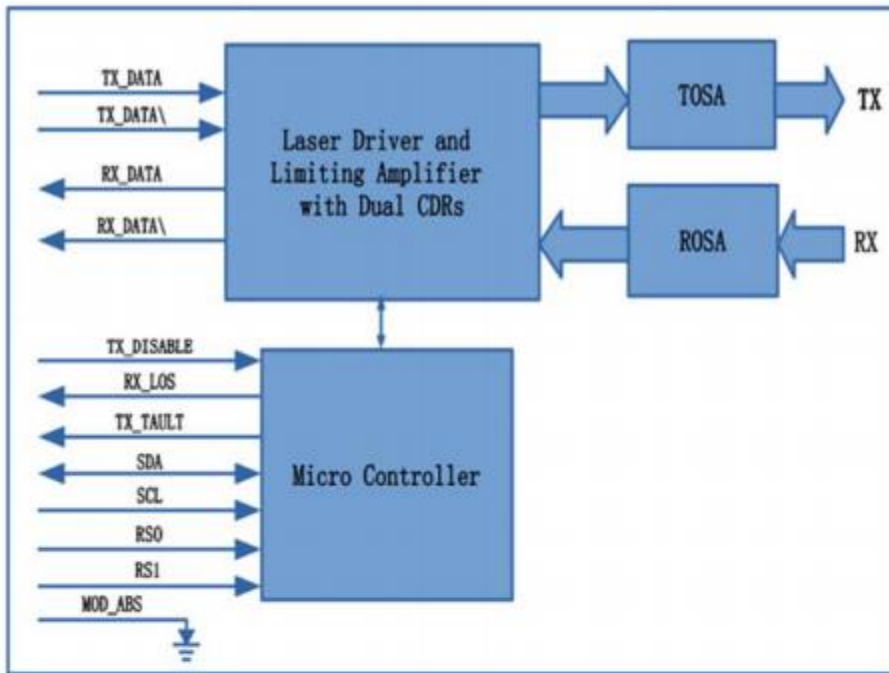 TX_DATA
TX_DATA\
RX_DATA
RX_DATA\
Laser Driver and
Limiting Amplifier
with Dual CDRs
TOSA
TX
ROSA
RX
TX_DISABLE
RX_LOS
TX_TAULT
SDA
SCL
RS0
RS1
MOD_ABS
Micro Controller